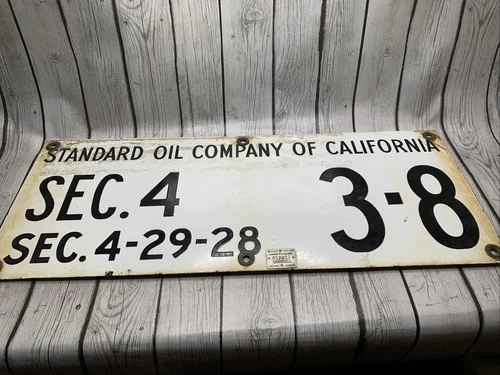 STANDARD OIL COMPANY OF CALIFORNIA
SEC. 4
3-8
SEC. 4-29-28